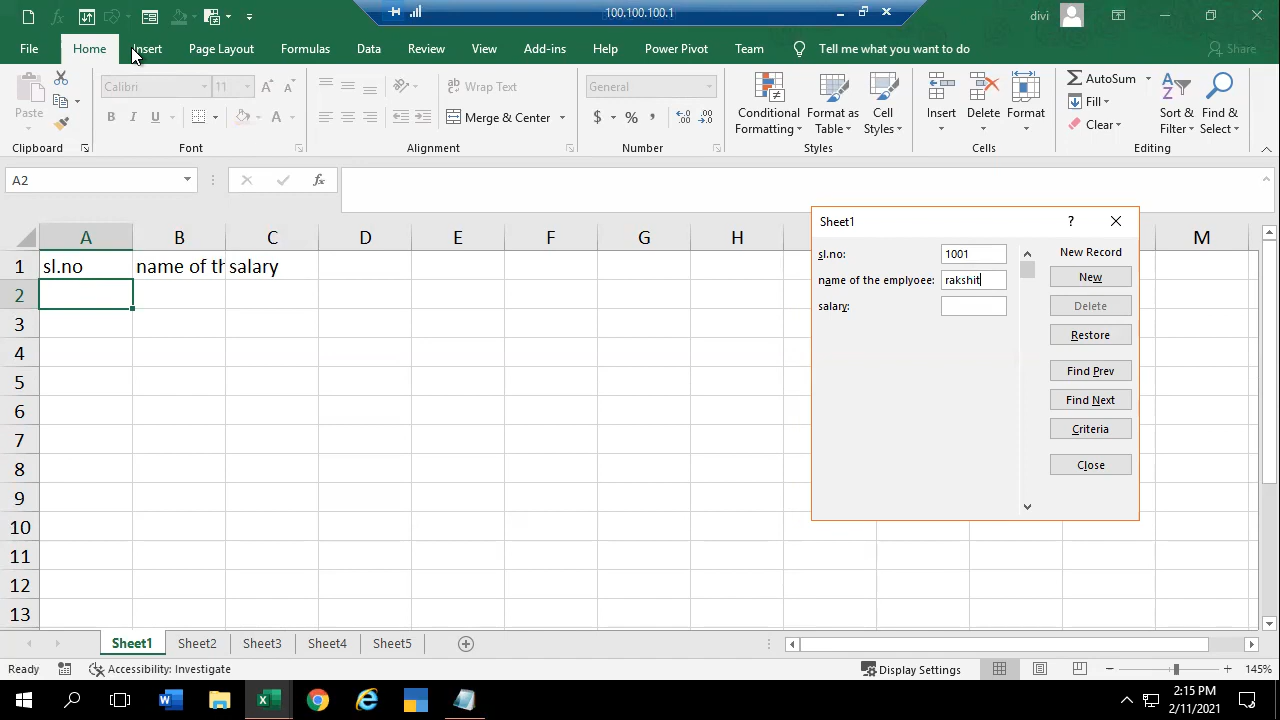 100.100.100.1
divi
File Home Insert Page Layout Formulas Data Review View Add-ins Help Power Pivot Team Tell me what you want to do Share
Paste
Clipboard
Calibri 11
B I U A
Font
Wrap Text
Merge & Center
Alignment
General
$ % ,
Number
Conditional Formatting
Format as Table
Cell Styles
Styles
Insert
Delete
Format
Cells
AutoSum
Fill
Clear
Sort & Filter
Find & Select
Editing
A2
fx
A B C D E F G H M
1 sl.no name of th salary
2
3
4
5
6
7
8
9
10
11
12
13
Sheet1
?
sl.no: 1001
name of the emplyoee: rakshit
salary:
New Record
New
Delete
Restore
Find Prev
Find Next
Criteria
Close
Sheet1 Sheet2 Sheet3 Sheet4 Sheet5
Ready Accessibility: Investigate Display Settings 145%
2:15 PM
2/11/2021